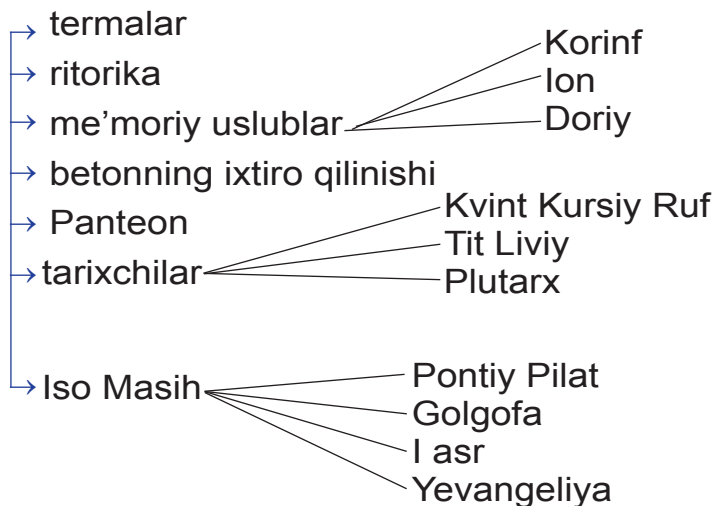 termalar
ritorika
me’moriy uslublar
Korinf
Ion
Doriy
betonning ixtiro qilinishi
Panteon
tarixchilar
Kvint Kursiy Ruf
Tit Liviy
Plutarx
Iso Masih
Pontiy Pilat
Golgofa
I asr
Yevangeliya